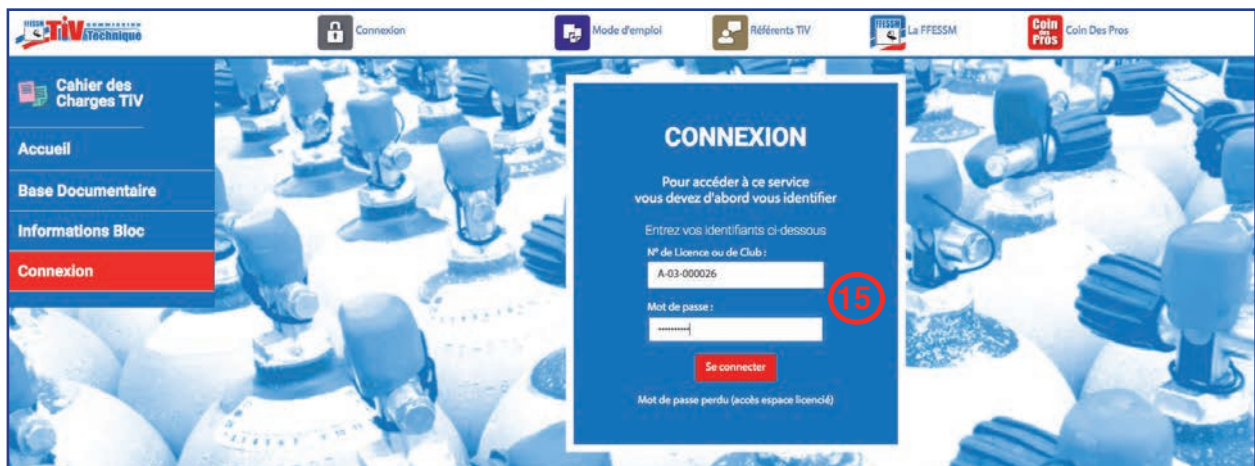 FFESSM
TiV COMMISSION
Technique
Connexion
Mode d'emploi
Référents TIV
FFESSM
La FFESSM
Coin
des
Pros
Coin Des Pros
Cahier des
Charges TIV
Accueil
Base Documentaire
Informations Bloc
Connexion
CONNEXION
Pour accéder à ce service
vous devez d'abord vous identifier
Entrez vos identifiants ci-dessous
N° de Licence ou de Club :
A-03-000026
Mot de passe :
15
Se connecter
Mot de passe perdu (accès espace licencié)